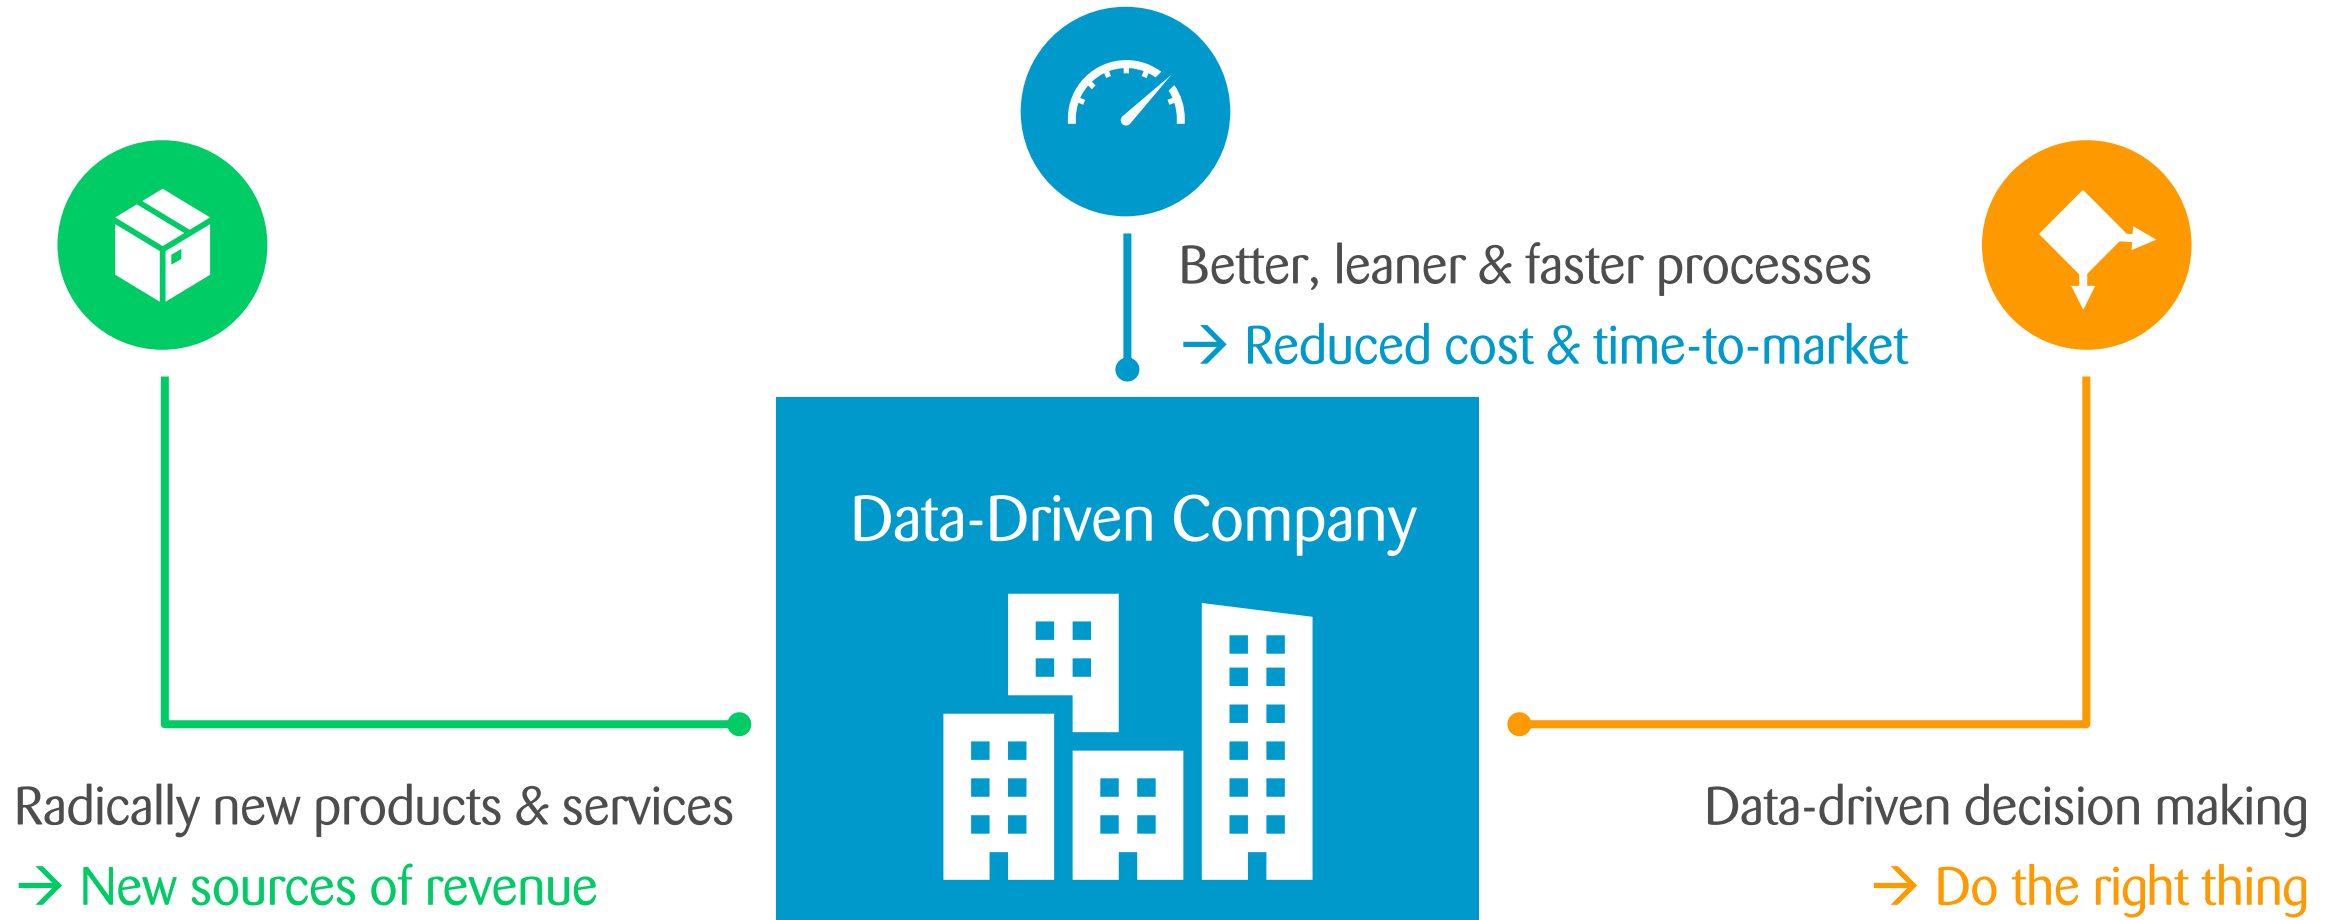 Better, leaner & faster processes
→ Reduced cost & time-to-market
Data-Driven Company
Radically new products & services
→ New sources of revenue
Data-driven decision making
→ Do the right thing